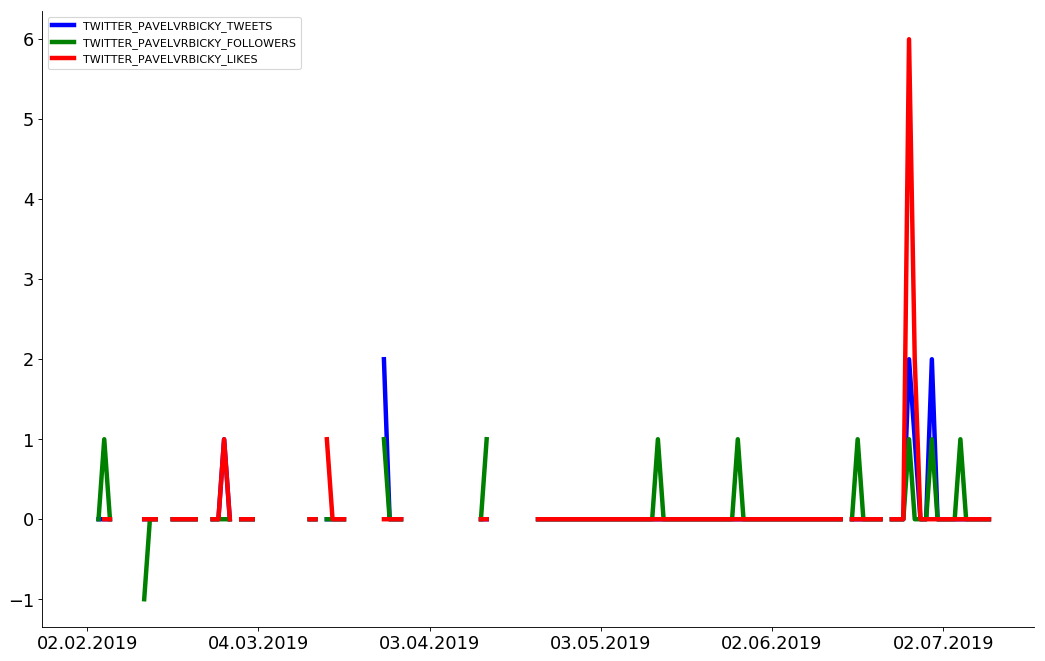 TWITTER_PAVELVRBICKY_TWEETS
TWITTER_PAVELVRBICKY_FOLLOWERS
TWITTER_PAVELVRBICKY_LIKES
6
5
4
3
2
1
0
−1
02.02.2019 04.03.2019 03.04.2019 03.05.2019 02.06.2019 02.07.2019